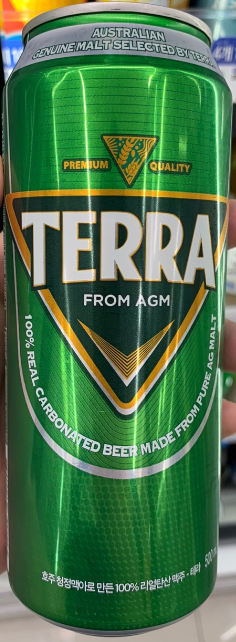 AUSTRALIAN
GENUINE MALT SELECTED BY TERRA
PREMIUM QUALITY
TERRA
FROM AGM
100% REAL CARBONATED BEER MADE FROM PURE AG MALT
호주 청정맥아로 만든 100% 리얼탄산 맥주 - 테라